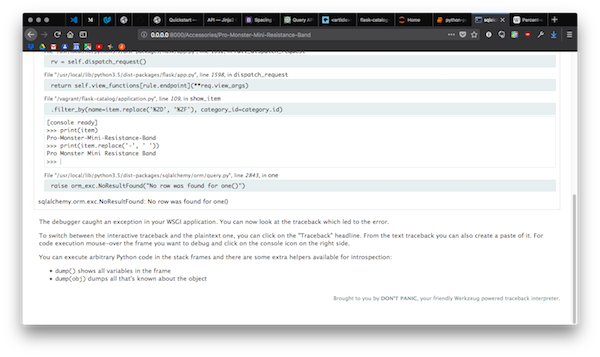 Quickstart —
API — Jinja
Spacing
Query AP
<article
flask-catalog
Home
python -
sqlalche
Pensent -
0.0.0.0:8000/Accessories/Pro-Monster-Mini-Resistance-Band
90%
Search
rv = self.dispatch_request()
File "/usr/local/lib/python3.5/dist-packages/flask/app.py", line 1598, in dispatch_request
return self.view_functions[rule.endpoint](**req.view_args)
File "/vagrant/flask-catalog/application.py", line 109, in show_item
.filter_by(name=item.replace('%20', '%2F'), category_id=category.id)
[console ready]
>>> print(item)
Pro-Monster-Mini-Resistance-Band
>>> print(item.replace('-', ' '))
Pro Monster Mini Resistance Band
>>>
File "/usr/local/lib/python3.5/dist-packages/sqlalchemy/orm/query.py", line 2843, in one
raise orm_exc.NoResultFound("No row was found for one()")
sqlalchemy.orm.exc.NoResultFound: No row was found for one()
The debugger caught an exception in your WSGI application. You can now look at the traceback which led to the error.
To switch between the interactive traceback and the plaintext one, you can click on the "Traceback" headline. From the text traceback you can also create a paste of it. For
code execution mouse-over the frame you want to debug and click on the console icon on the right side.
You can execute arbitrary Python code in the stack frames and there are some extra helpers available for introspection:
• dump() shows all variables in the frame
• dump(obj) dumps all that's known about the object
Brought to you by DON'T PANIC, your friendly Werkzeug powered traceback interpreter.